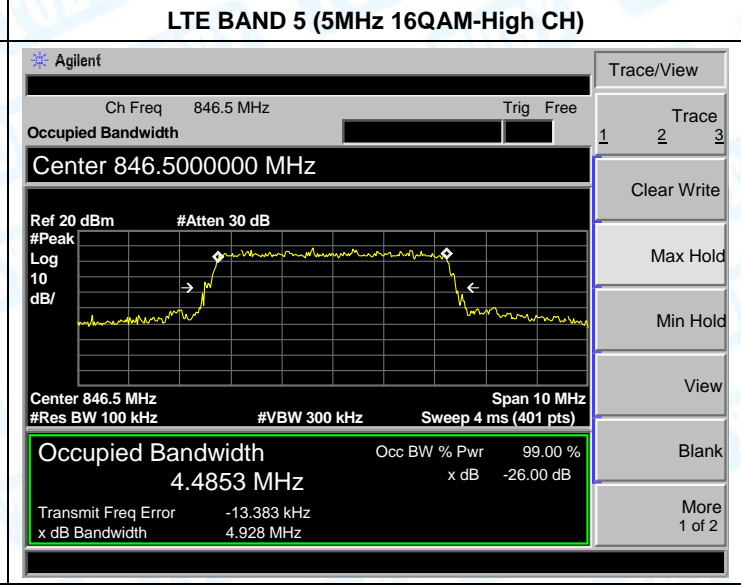 LTE BAND 5 (5MHz 16QAM-High CH)
Agilent
Trace/View
Ch Freq 846.5 MHz Trig Free
Occupied Bandwidth
Trace
1 2 3
Center 846.5000000 MHz
Clear Write
Ref 20 dBm #Atten 30 dB
#Peak
Log
10
dB/
Max Hold
Min Hold
View
Center 846.5 MHz Span 10 MHz
#Res BW 100 kHz #VBW 300 kHz Sweep 4 ms (401 pts)
Occupied Bandwidth Occ BW % Pwr 99.00 %
4.4853 MHz x dB -26.00 dB
Blank
Transmit Freq Error -13.383 kHz
x dB Bandwidth 4.928 MHz
More
1 of 2